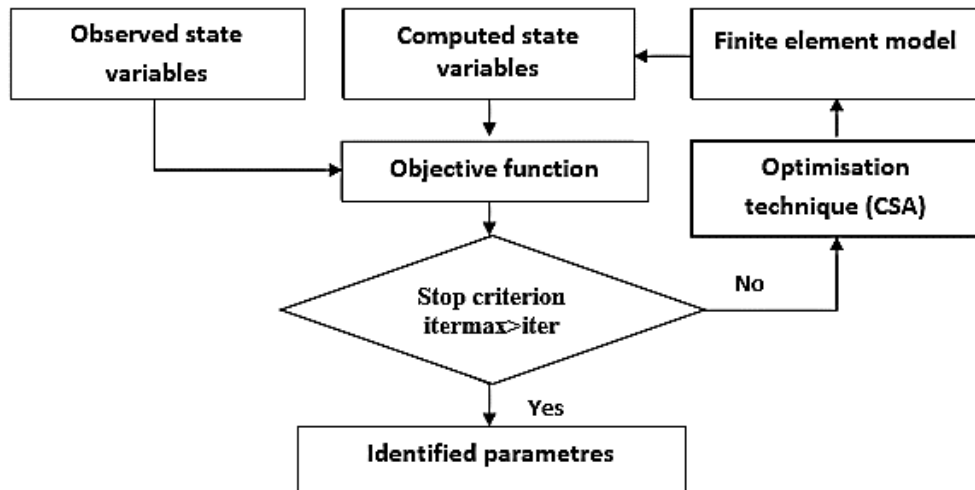 Observed state
variables
Computed state
variables
Finite element model
Objective function
Optimisation
technique (CSA)
Stop criterion
itermax>iter
No
Yes
Identified parametres